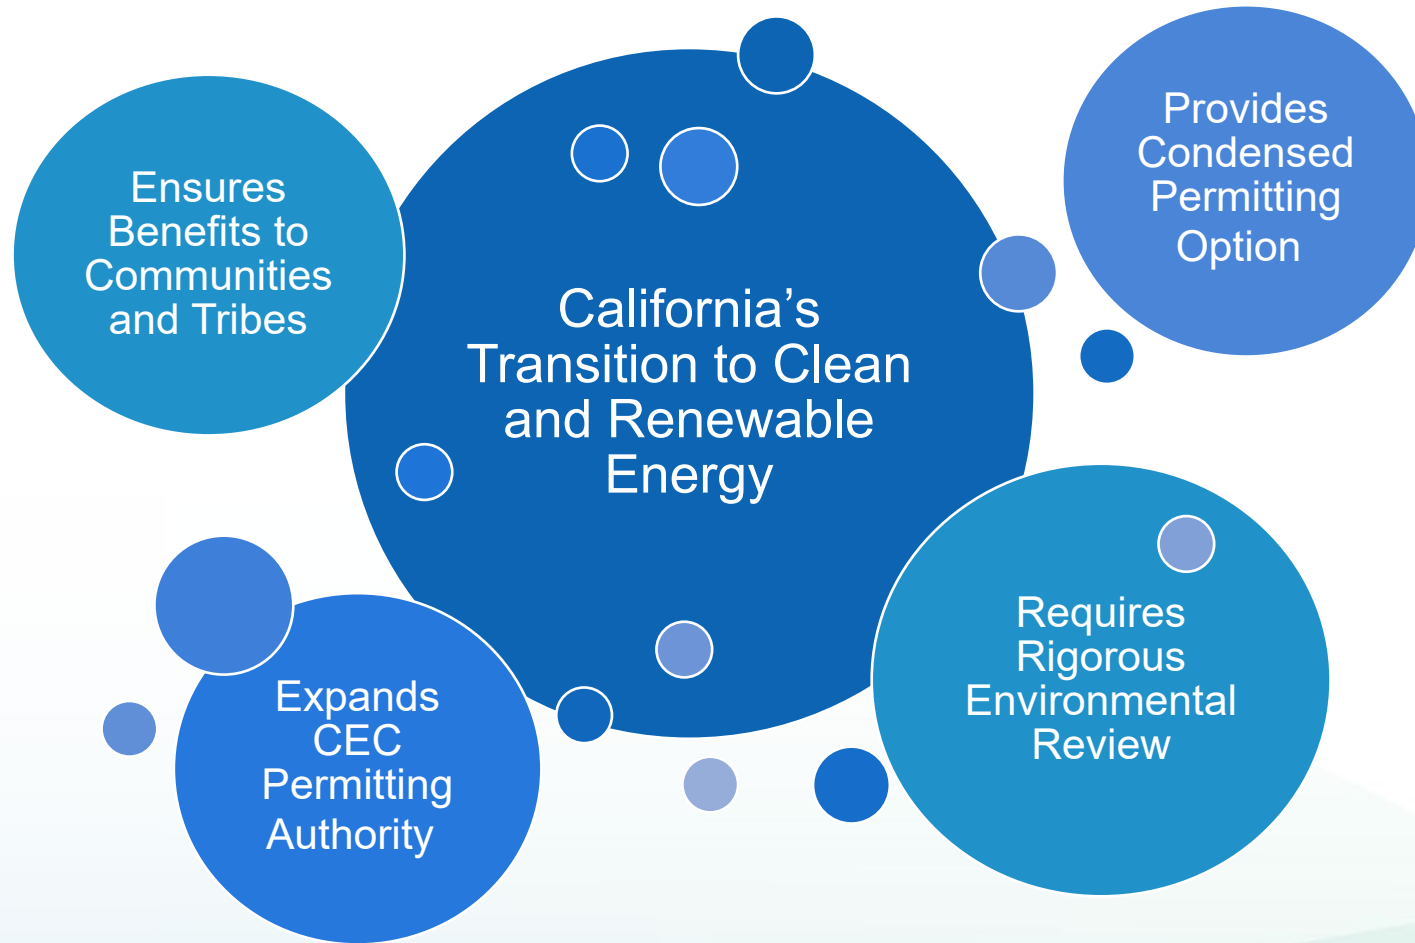 Ensures
Benefits to
Communities
and Tribes
Provides
Condensed
Permitting
Option
California’s
Transition to Clean
and Renewable
Energy
Expands
CEC
Permitting
Authority
Requires
Rigorous
Environmental
Review